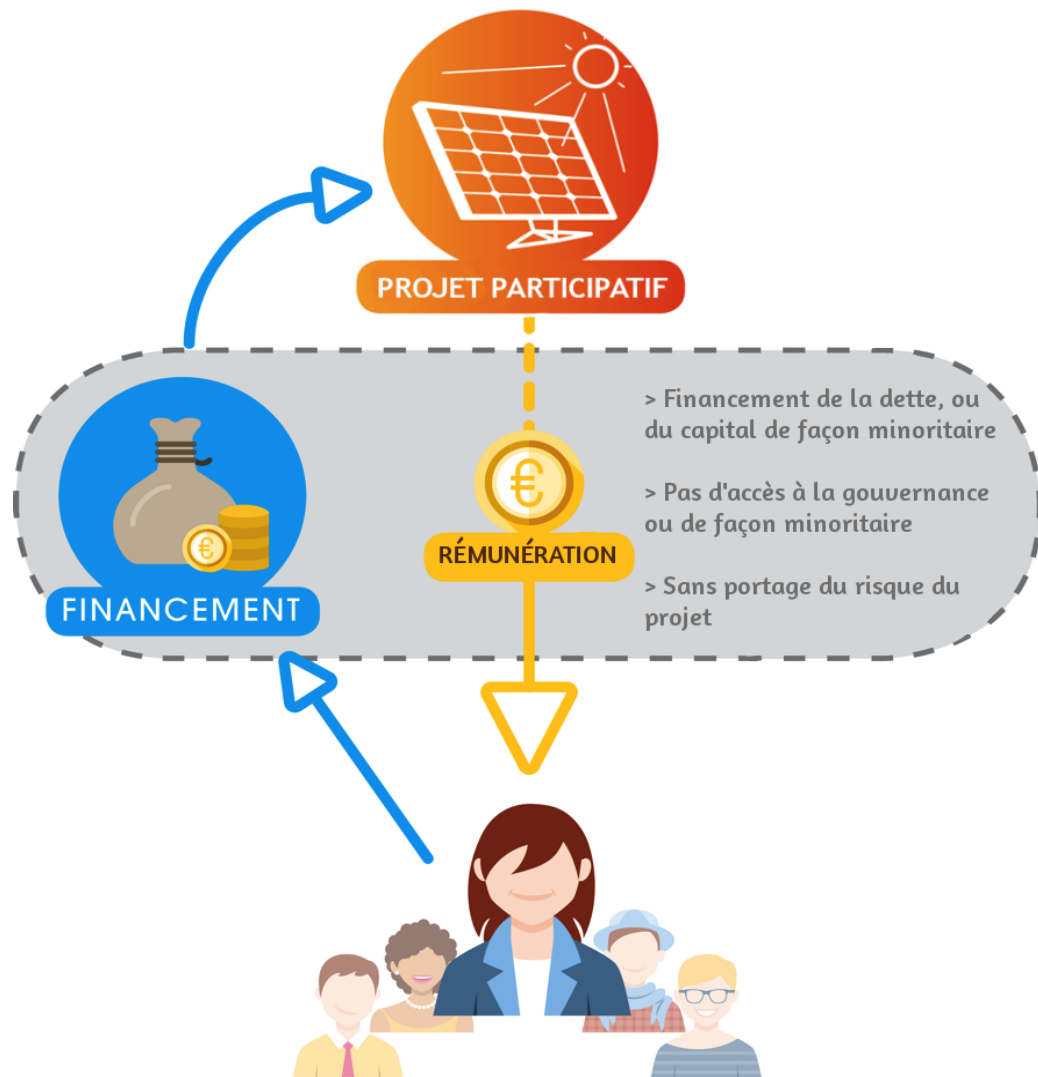 PROJET PARTICIPATIF
> Financement de la dette, ou
du capital de façon minoritaire
> Pas d'accès à la gouvernance
ou de façon minoritaire
> Sans portage du risque du
projet
€
€
RÉMUNÉRATION
FINANCEMENT